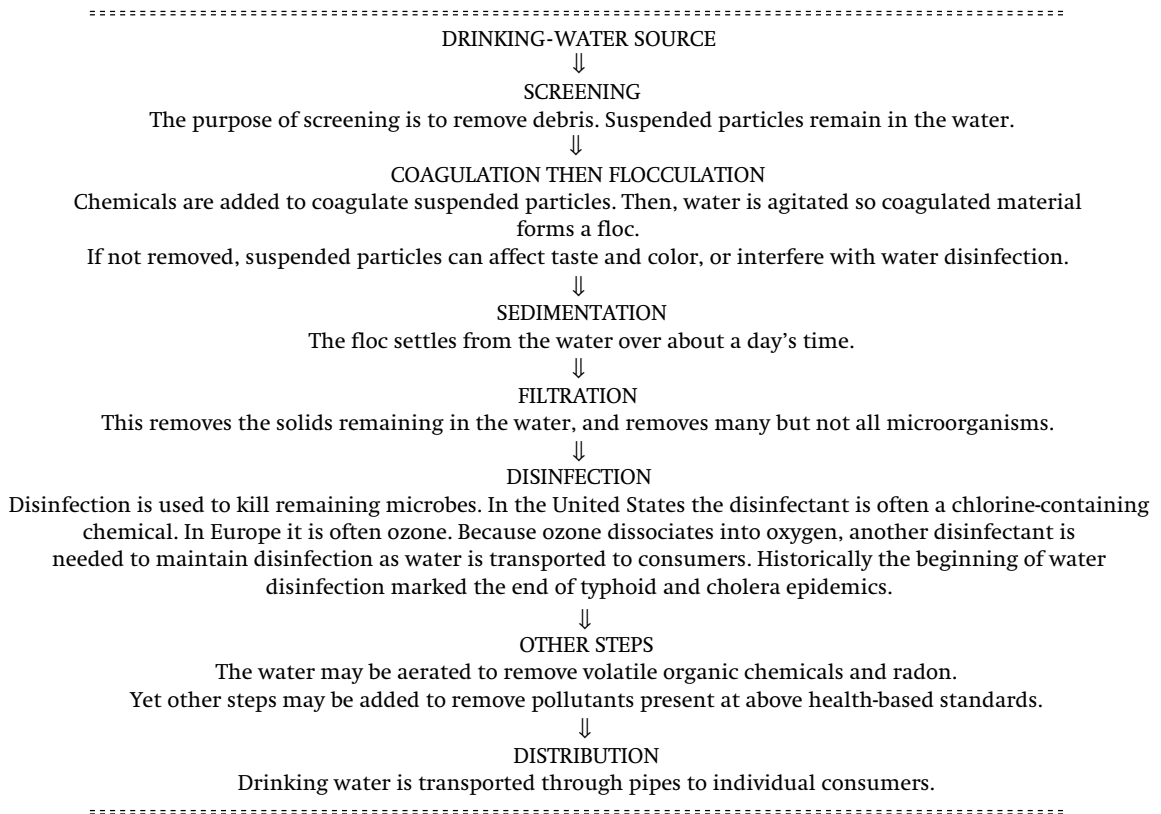 DRINKING-WATER SOURCE
⇓
SCREENING
The purpose of screening is to remove debris. Suspended particles remain in the water.
⇓
COAGULATION THEN FLOCCULATION
Chemicals are added to coagulate suspended particles. Then, water is agitated so coagulated material
forms a floc.
If not removed, suspended particles can affect taste and color, or interfere with water disinfection.
⇓
SEDIMENTATION
The floc settles from the water over about a day's time.
⇓
FILTRATION
This removes the solids remaining in the water, and removes many but not all microorganisms.
⇓
DISINFECTION
Disinfection is used to kill remaining microbes. In the United States the disinfectant is often a chlorine-containing
chemical. In Europe it is often ozone. Because ozone dissociates into oxygen, another disinfectant is
needed to maintain disinfection as water is transported to consumers. Historically the beginning of water
disinfection marked the end of typhoid and cholera epidemics.
⇓
OTHER STEPS
The water may be aerated to remove volatile organic chemicals and radon.
Yet other steps may be added to remove pollutants present at above health-based standards.
⇓
DISTRIBUTION
Drinking water is transported through pipes to individual consumers.